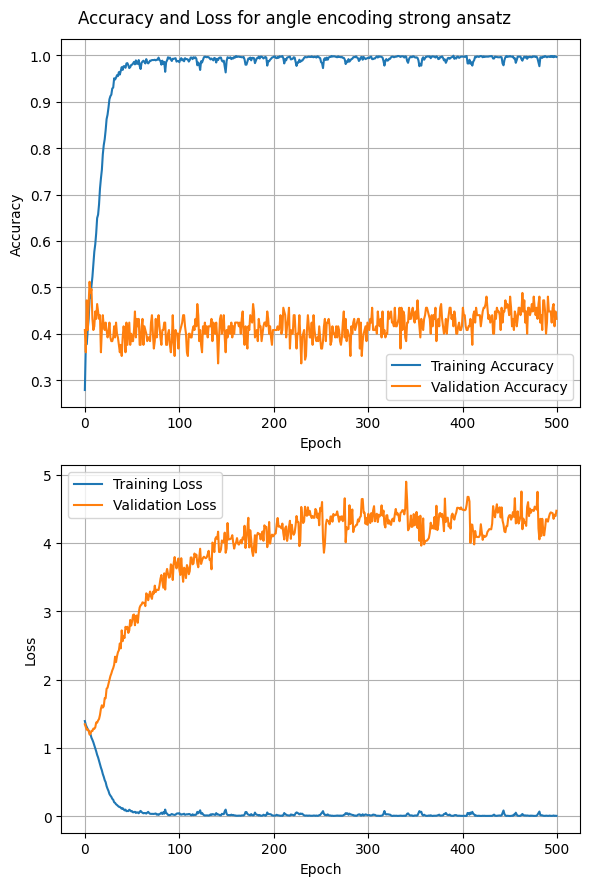 Accuracy and Loss for angle encoding strong ansatz
1.0
0.9
0.8
0.7
0.6
0.5
0.4
0.3
Accuracy
Training Accuracy
Validation Accuracy
0 100 200 300 400 500
Epoch
Training Loss
Validation Loss
5
4
3
2
1
0
Loss
0 100 200 300 400 500
Epoch